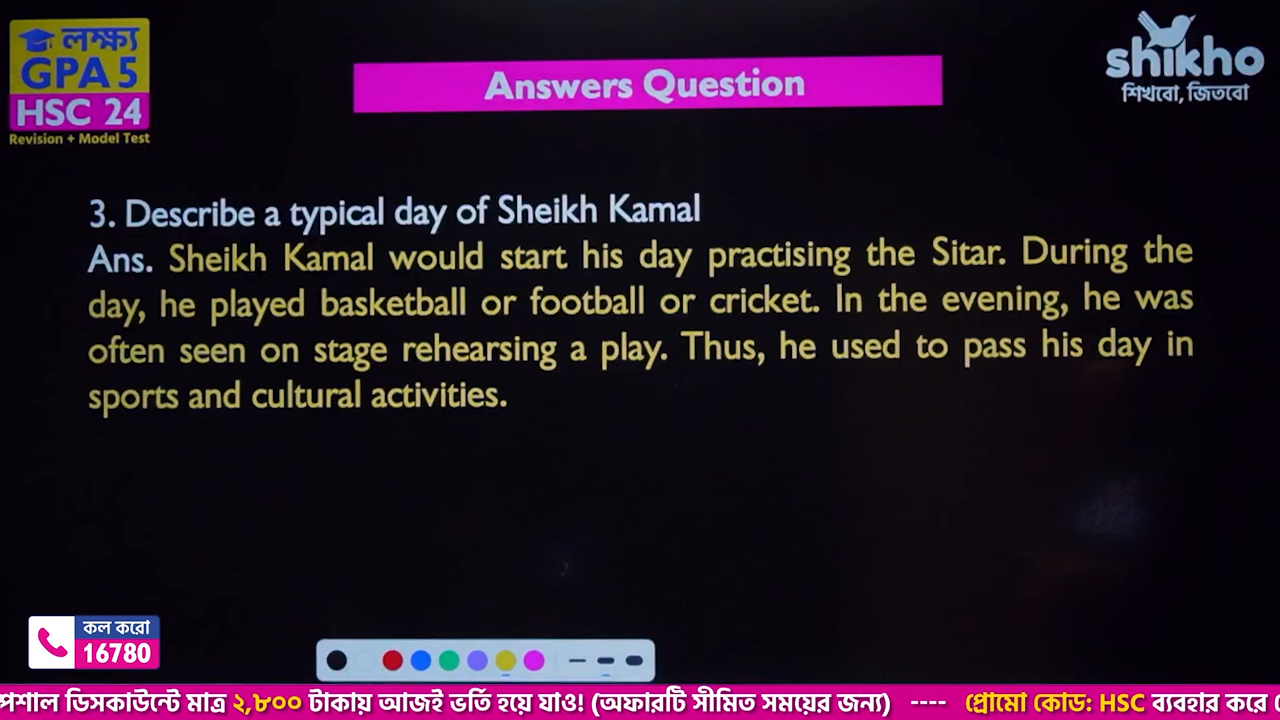 লক্ষ্য
GPA 5
HSC 24
Revision + Model Test
Answers Question
shikho
শিখবো, জিতবো
3. Describe a typical day of Sheikh Kamal
Ans. Sheikh Kamal would start his day practising the Sitar. During the
day, he played basketball or football or cricket. In the evening, he was
often seen on stage rehearsing a play. Thus, he used to pass his day in
sports and cultural activities.
কল করো
16780
পেশাল ডিসকাউন্টে মাত্র ২,৮০০ টাকায় আজই ভর্তি হয়ে যাও! (অফারটি সীমিত সময়ের জন্য) ---- প্রোমো কোড: HSC ব্যবহার করে